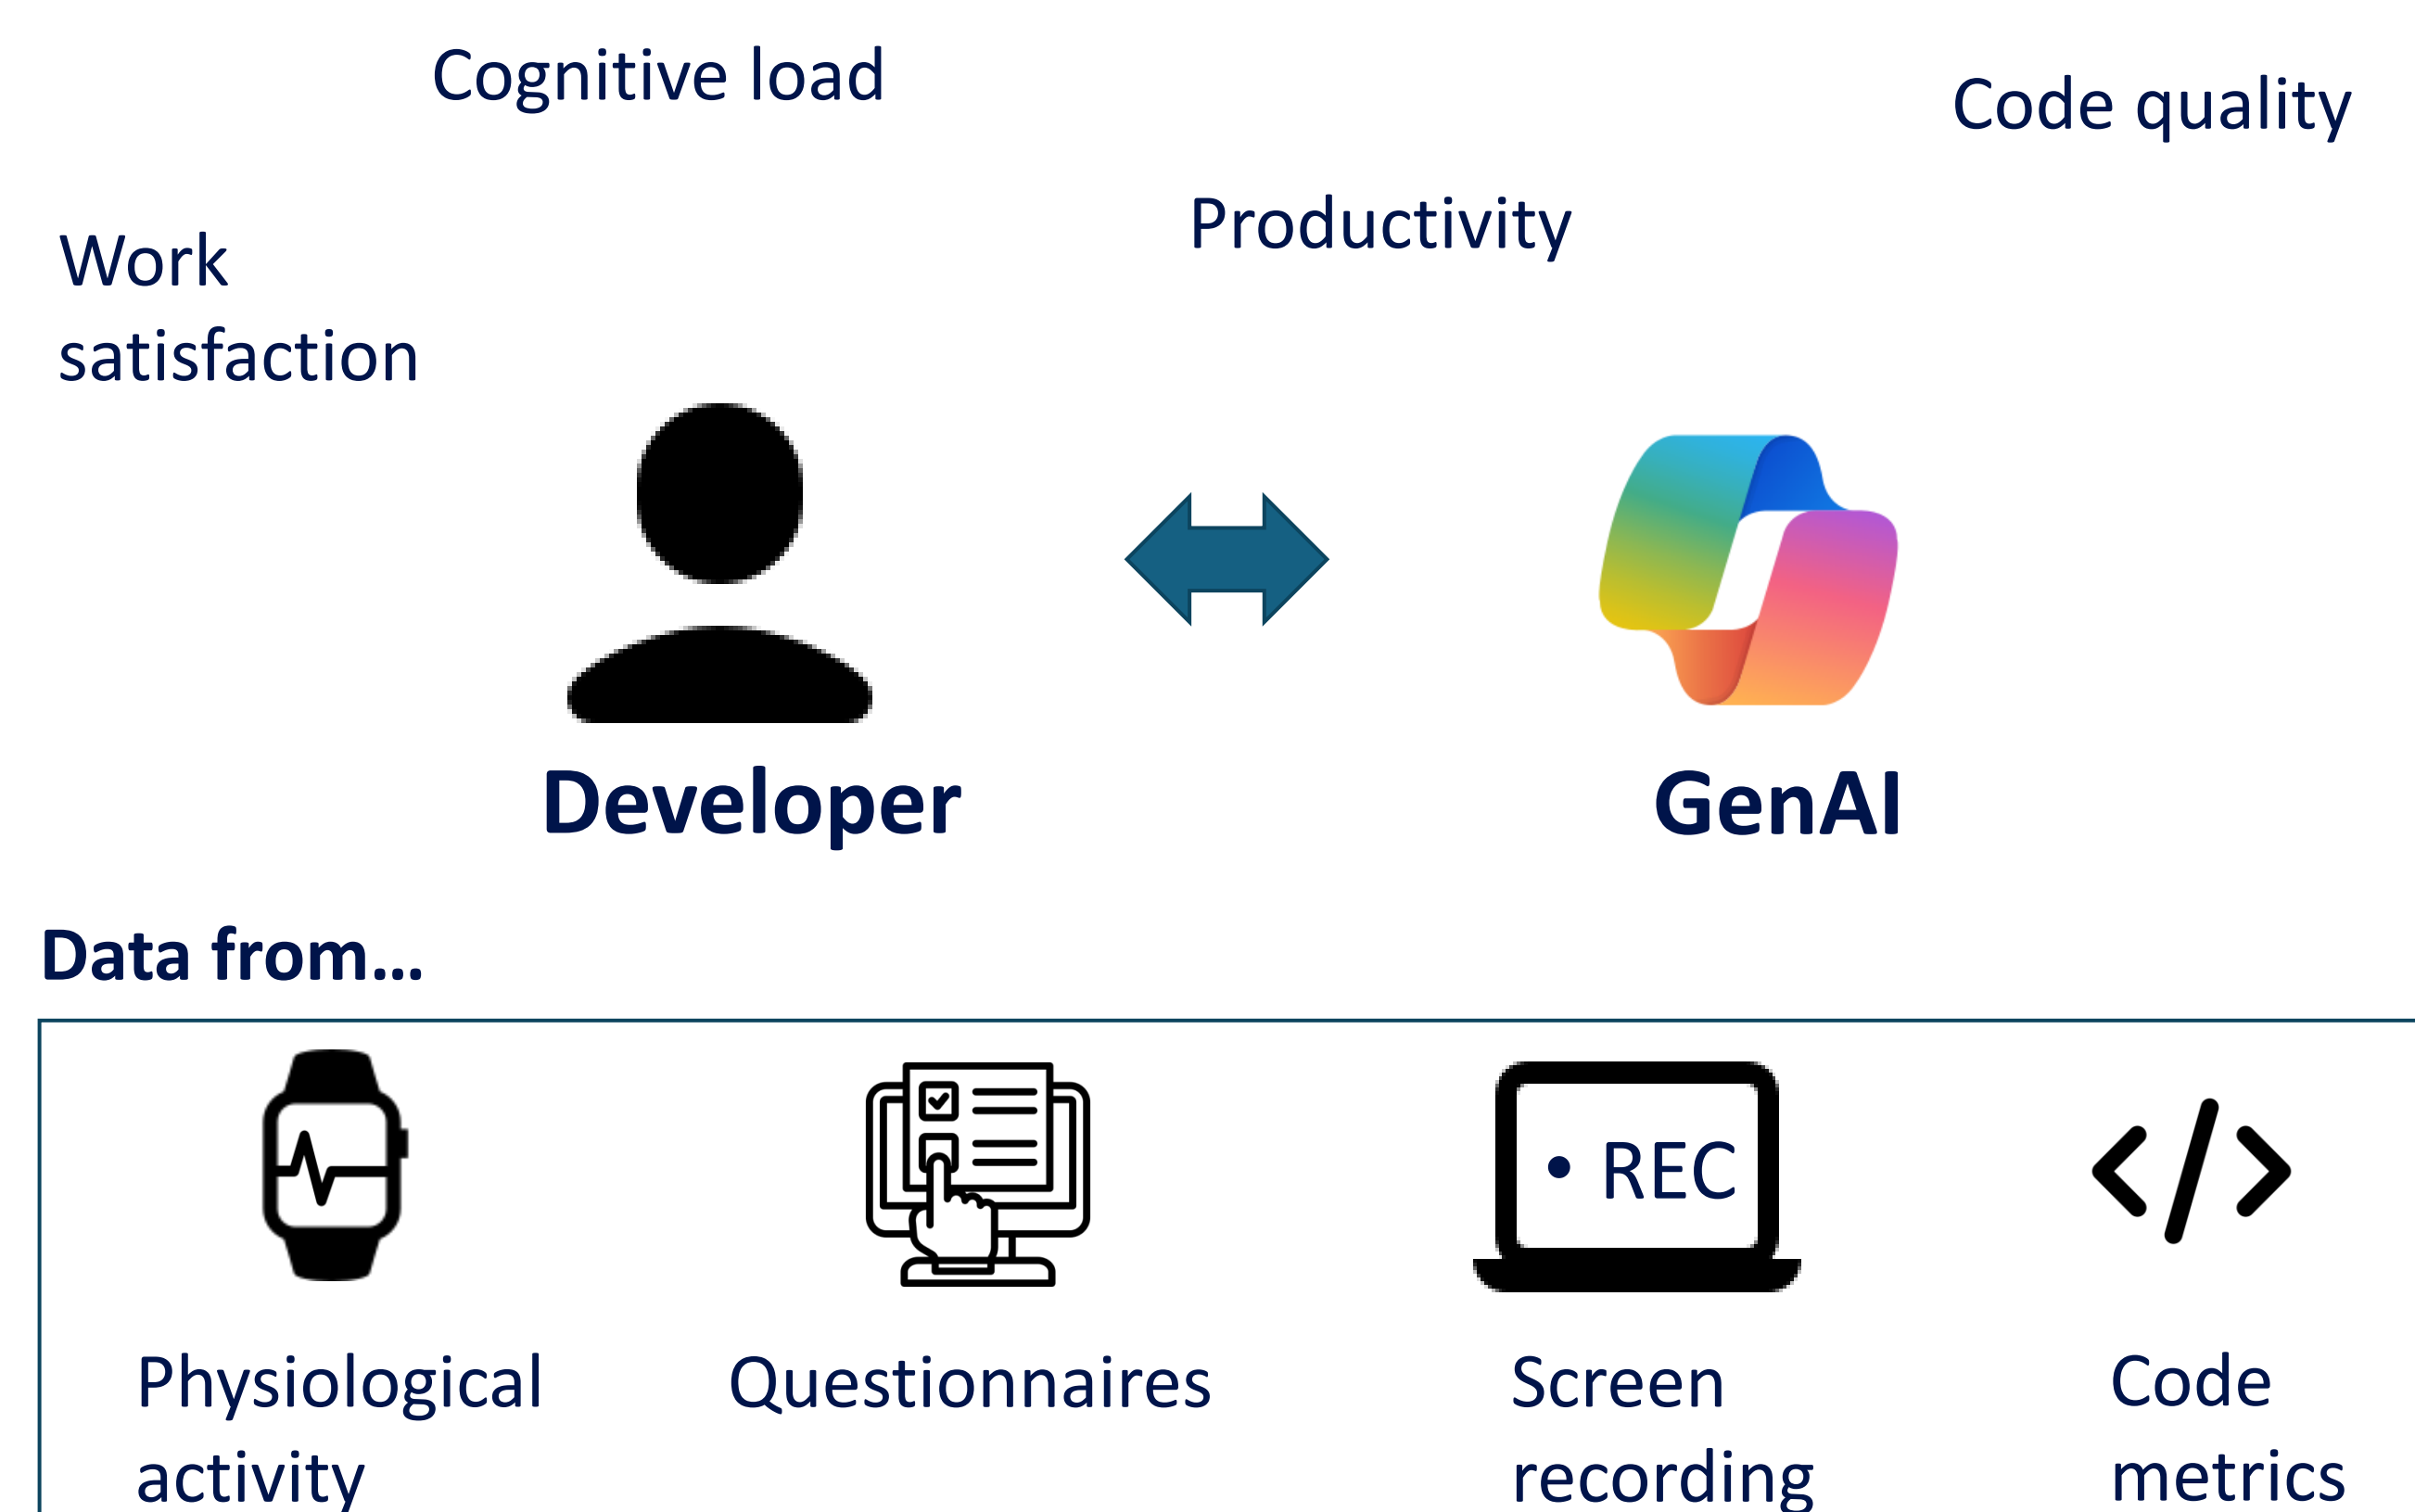 Cognitive load
Code quality
Productivity
Work
satisfaction
Developer
GenAI
Data from...
• REC
Physiological
activity
Questionnaires
Screen
recording
Code
metrics